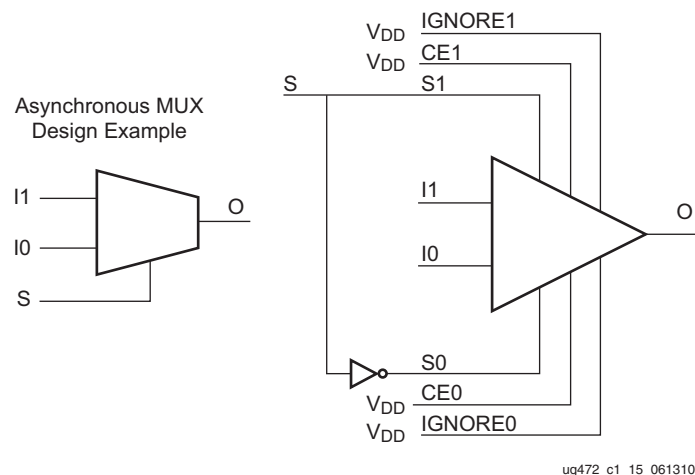 Asynchronous MUX
Design Example
I1
I0
S
O
VDD IGNORE1
VDD CE1
S S1
I1
I0
O
S0
VDD CE0
VDD IGNORE0
ug472_c1_15_061310